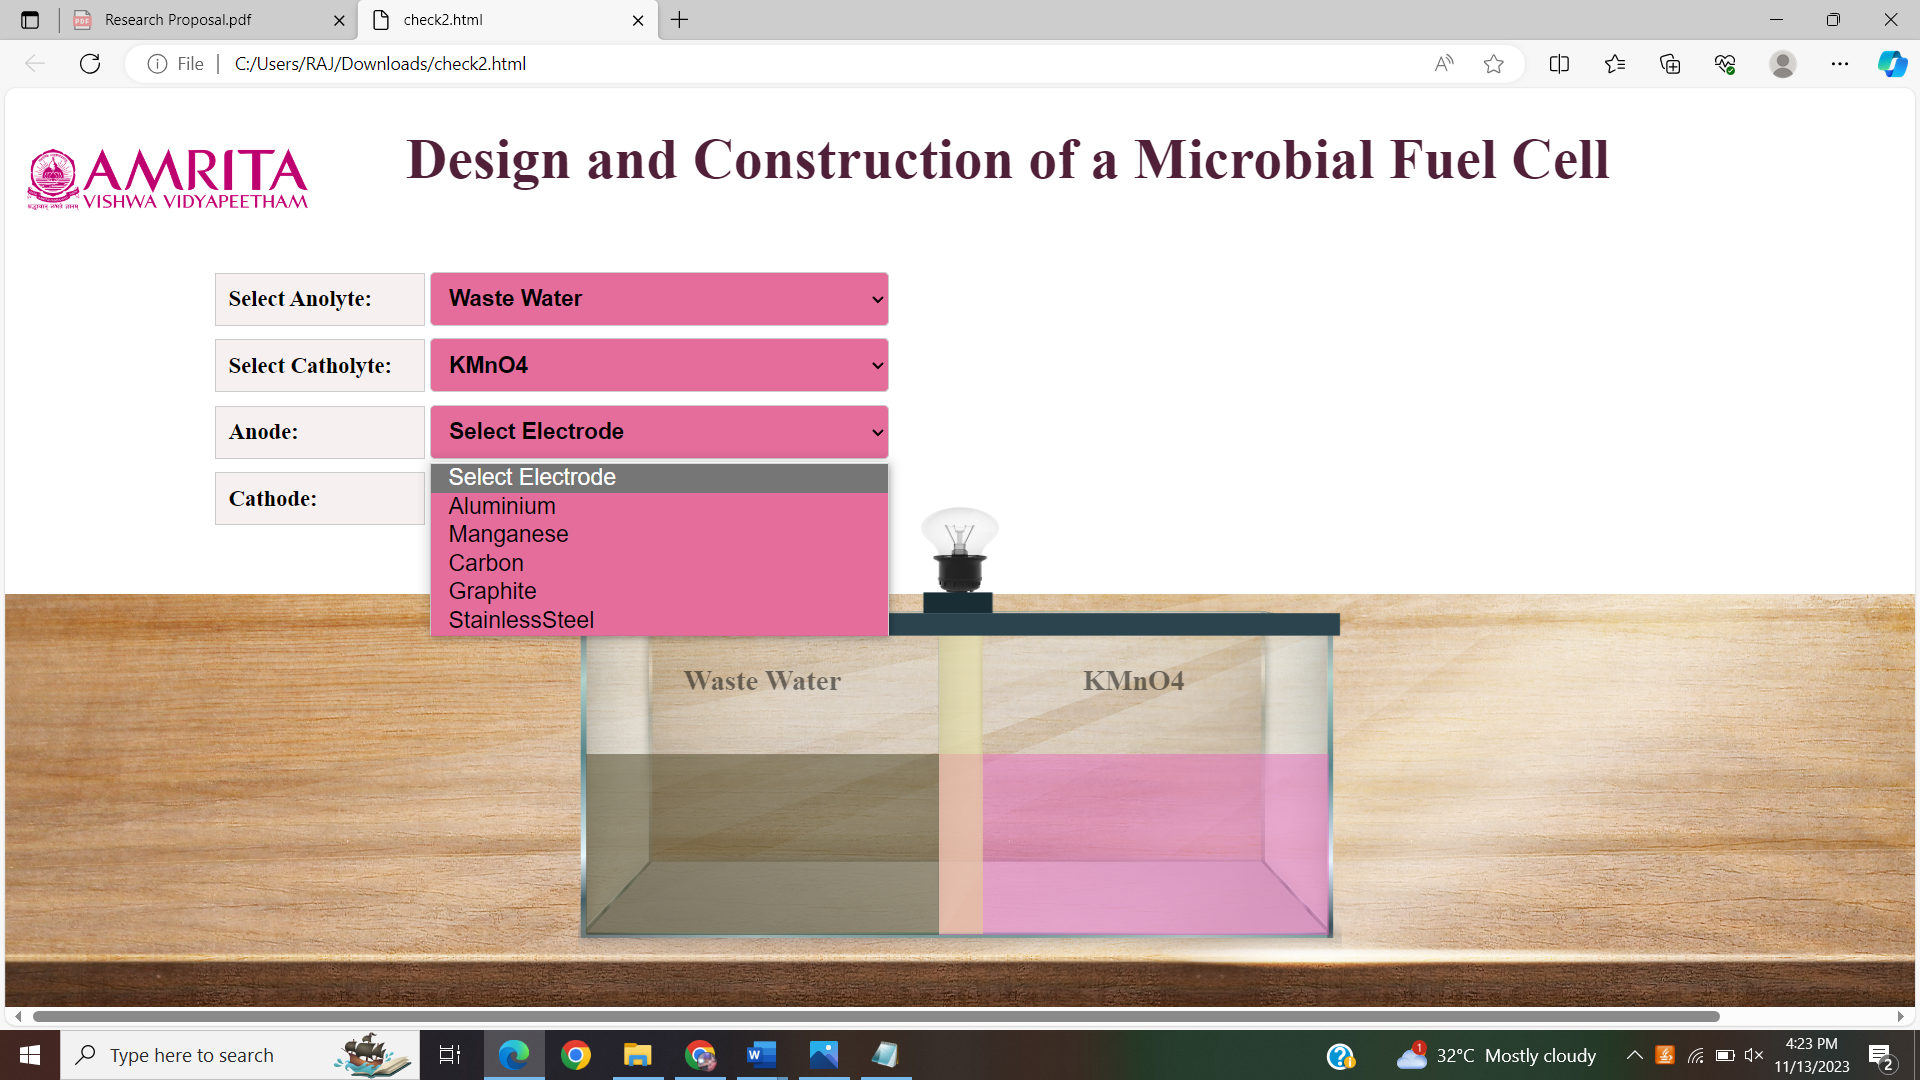 Research Proposal.pdf
check2.html
File
C:/Users/RAJ/Downloads/check2.html
AMRITA
VISHWA VIDYAPEETHAM
Design and Construction of a Microbial Fuel Cell
Select Anolyte:
Waste Water
Select Catholyte:
KMnO4
Anode:
Select Electrode
Cathode:
Select Electrode
Aluminium
Manganese
Carbon
Graphite
StainlessSteel
Waste Water
KMnO4
Type here to search
1
32°C Mostly cloudy
4:23 PM
11/13/2023
2